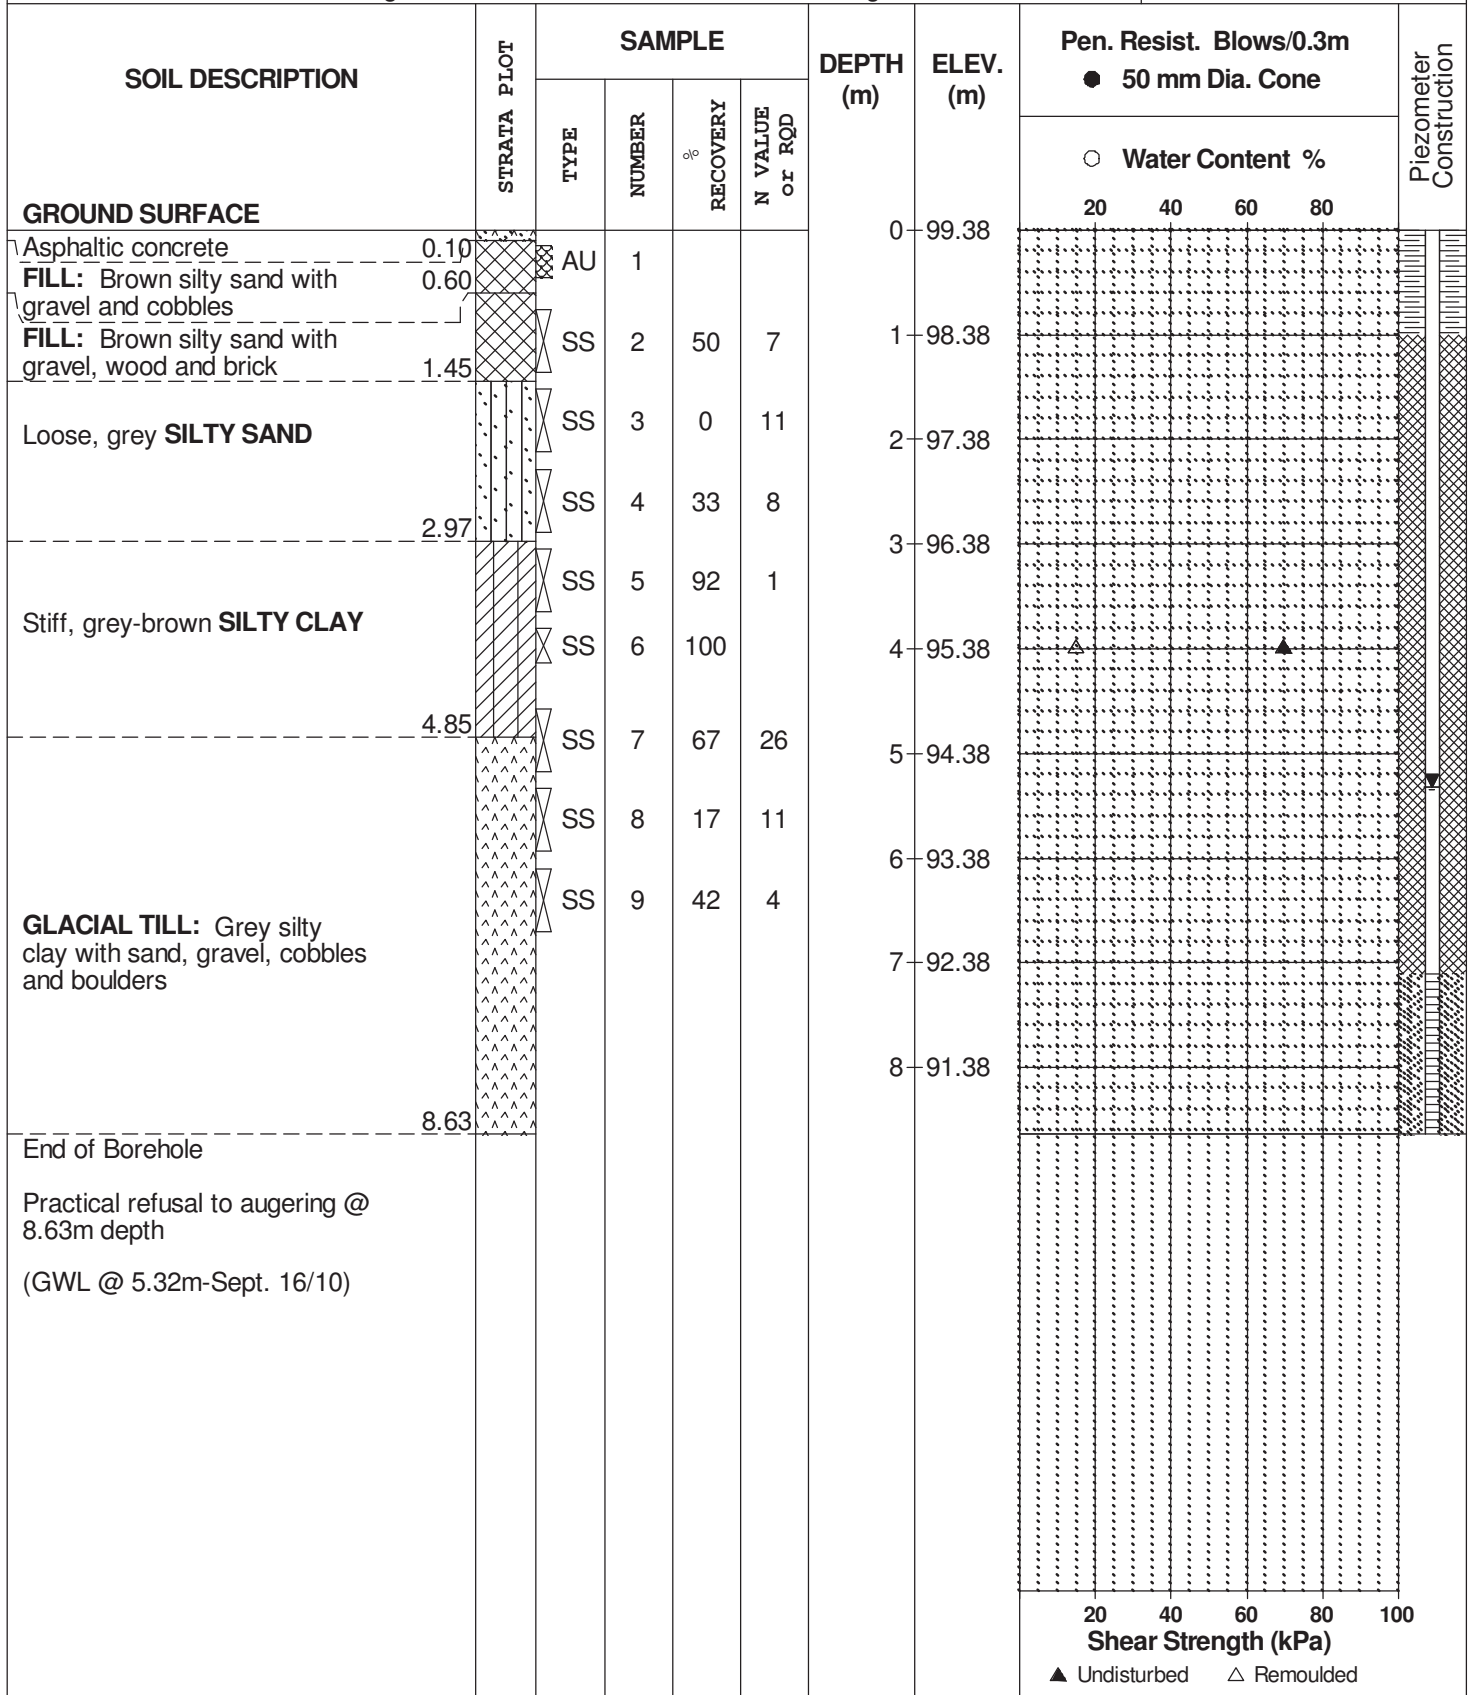 SOIL DESCRIPTION
STRATA PLOT
SAMPLE
TYPE
NUMBER
% RECOVERY
N VALUE or RQD
DEPTH (m)
ELEV. (m)
Pen. Resist. Blows/0.3m
● 50 mm Dia. Cone
○ Water Content %
Piezometer Construction
20 40 60 80
GROUND SURFACE
0 99.38
Asphaltic concrete 0.10
AU 1
FILL: Brown silty sand with 0.60
gravel and cobbles
FILL: Brown silty sand with
gravel, wood and brick 1.45
SS 2 50 7
1 98.38
SS 3 0 11
Loose, grey SILTY SAND
2 97.38
SS 4 33 8
2.97
3 96.38
SS 5 92 1
Stiff, grey-brown SILTY CLAY
SS 6 100
4 95.38
4.85
SS 7 67 26
5 94.38
SS 8 17 11
6 93.38
SS 9 42 4
GLACIAL TILL: Grey silty
clay with sand, gravel, cobbles
and boulders
7 92.38
8 91.38
8.63
End of Borehole
Practical refusal to augering @
8.63m depth
(GWL @ 5.32m-Sept. 16/10)
20 40 60 80 100
Shear Strength (kPa)
▲ Undisturbed △ Remoulded